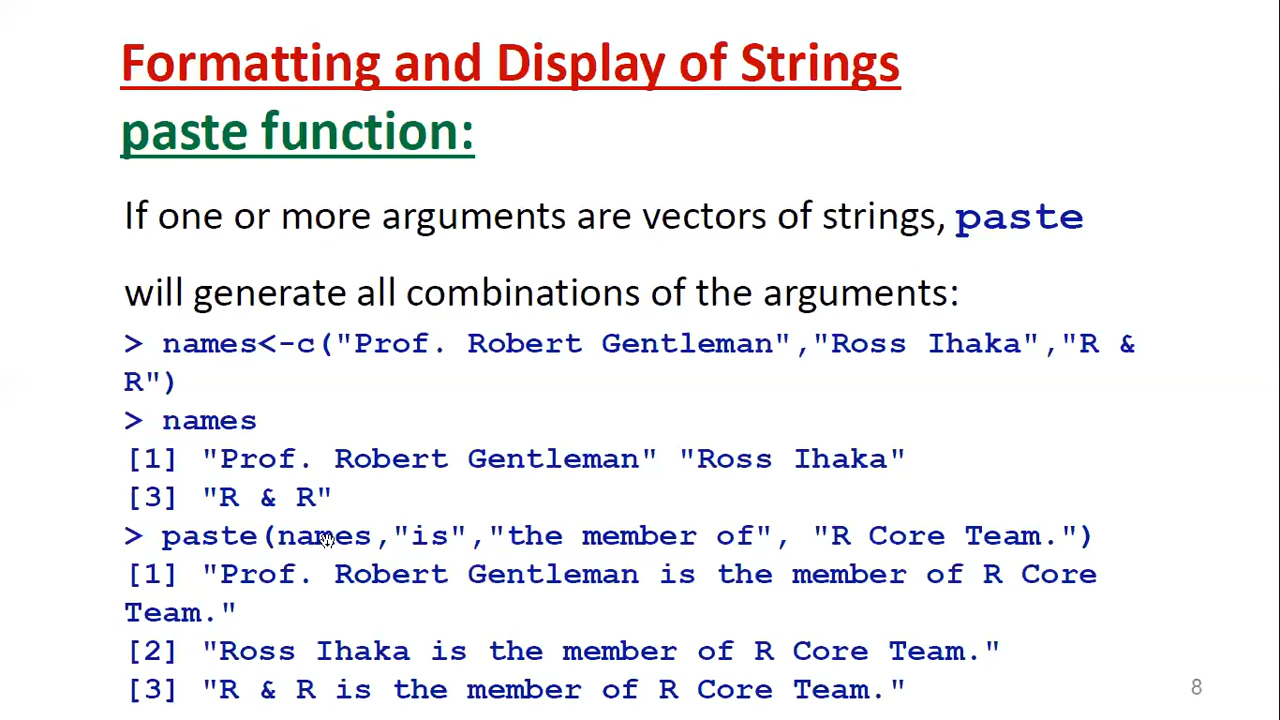 Formatting and Display of Strings
paste function:
If one or more arguments are vectors of strings, paste
will generate all combinations of the arguments:
> names<-c("Prof. Robert Gentleman","Ross Ihaka","R &
R")
> names
[1] "Prof. Robert Gentleman" "Ross Ihaka"
[3] "R & R"
> paste(names,"is","the member of", "R Core Team.")
[1] "Prof. Robert Gentleman is the member of R Core
Team."
[2] "Ross Ihaka is the member of R Core Team."
[3] "R & R is the member of R Core Team."
8